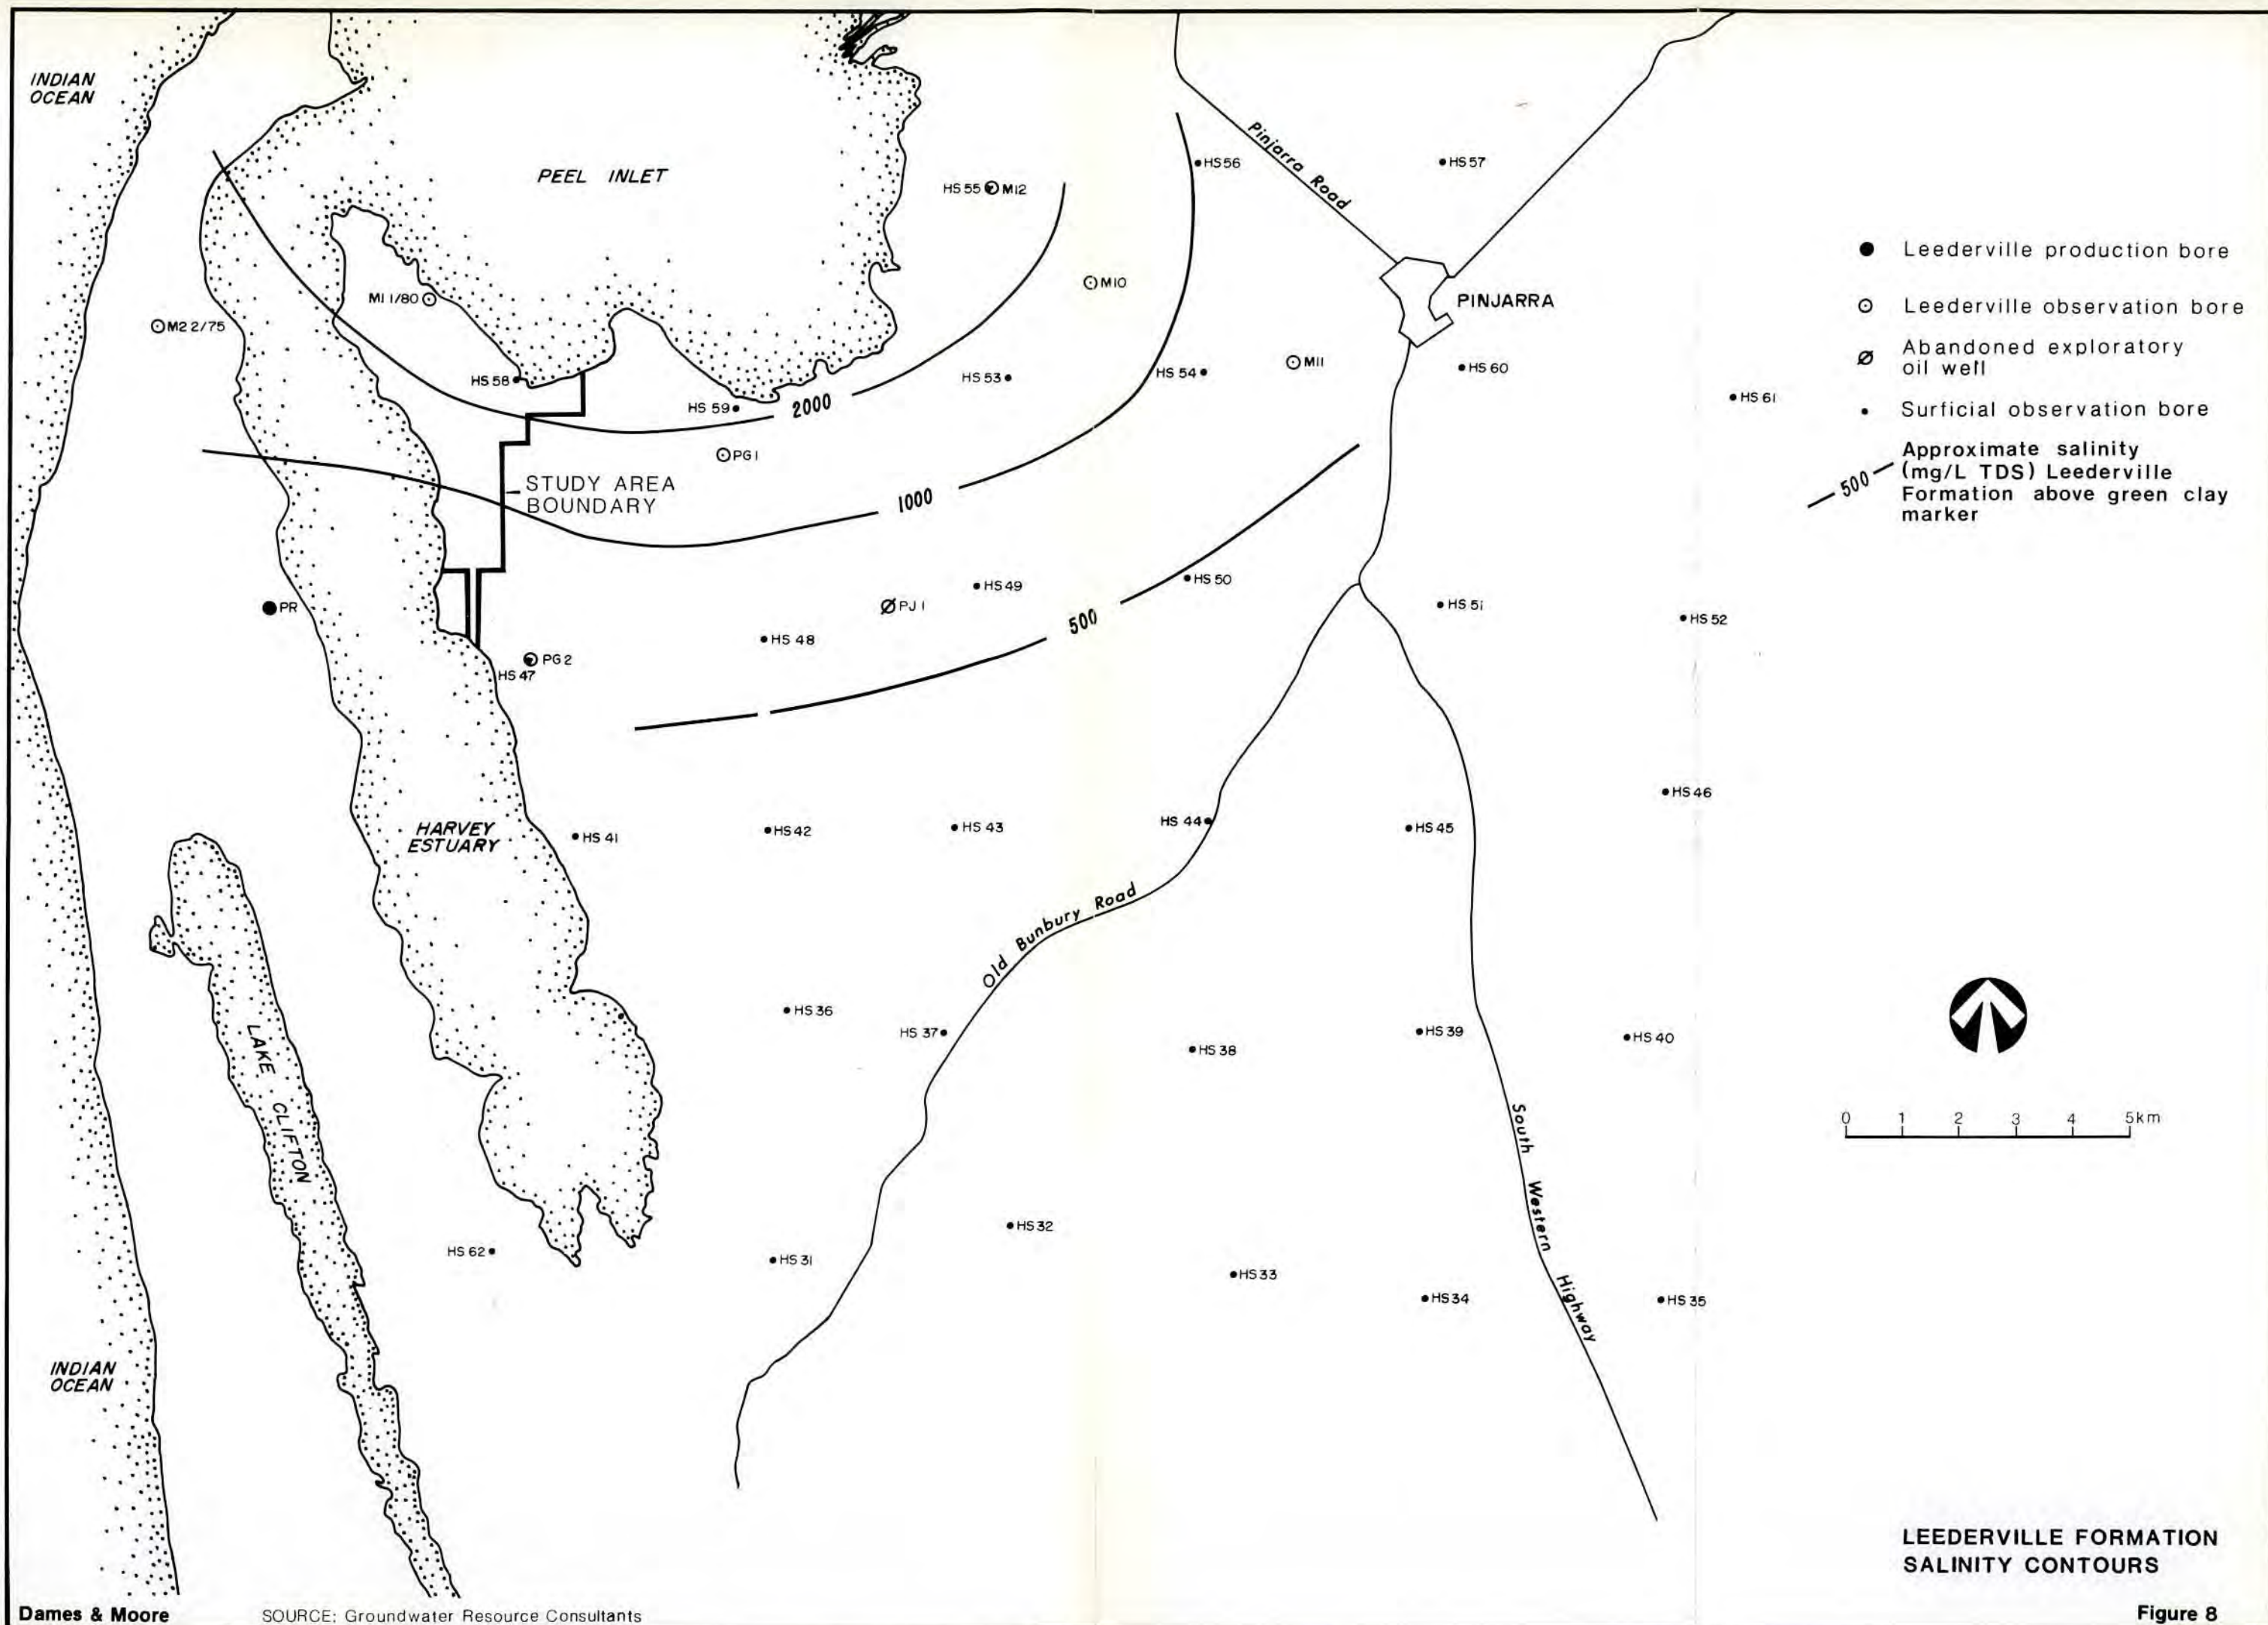 INDIAN
OCEAN
PEEL INLET
Pinjarra Road
HS 56
HS 57
HS 55
M12
M10
M1 1/80
M2 2/75
PINJARRA
HS 58
HS 59
HS 53
HS 54
M11
HS 60
HS 61
2000
PG1
STUDY AREA
BOUNDARY
1000
PR
HS 49
PJ 1
HS 50
HS 51
HS 52
500
HS 48
PG2
HS 47
HARVEY
ESTUARY
HS 41
HS 42
HS 43
HS 44
HS 45
HS 46
Old Bunbury Road
LAKE CLIFTON
HS 36
HS 37
HS 38
HS 39
HS 40
South Western Highway
HS 62
HS 31
HS 32
HS 33
HS 34
HS 35
INDIAN
OCEAN
Leederville production bore
Leederville observation bore
Abandoned exploratory
oil well
Surficial observation bore
500
Approximate salinity
(mg/L TDS) Leederville
Formation above green clay
marker
0 1 2 3 4 5km
LEEDERVILLE FORMATION
SALINITY CONTOURS
Dames & Moore
SOURCE: Groundwater Resource Consultants
Figure 8